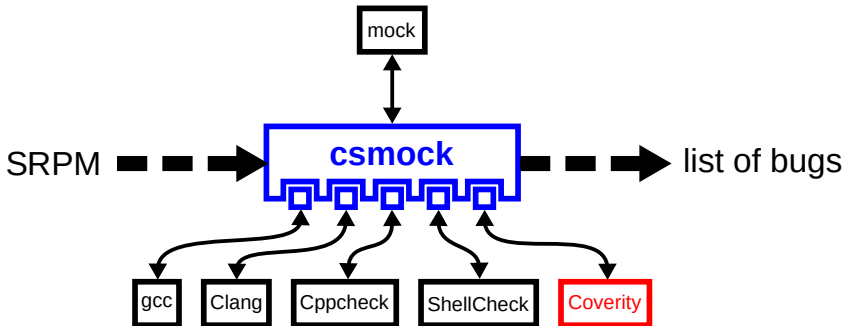 mock
csmock
SRPM
list of bugs
gcc
Clang
Cppcheck
ShellCheck
Coverity